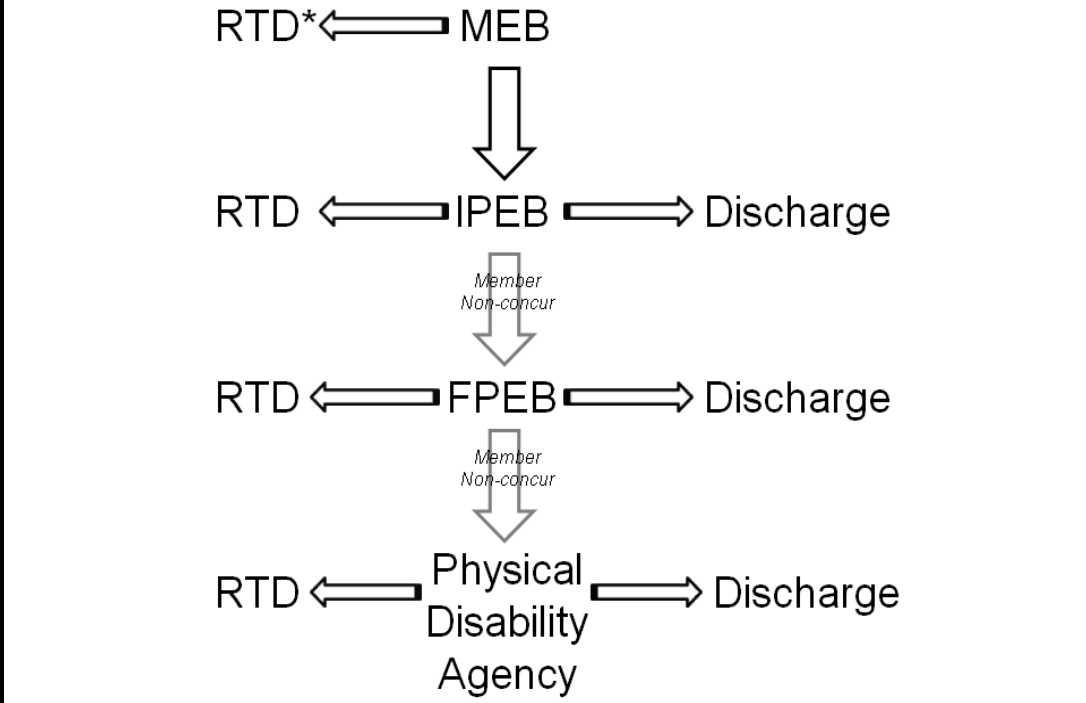 RTD* MEB
RTD IPEB Discharge
Member
Non-concur
RTD FPEB Discharge
Member
Non-concur
RTD Physical Discharge
Disability
Agency